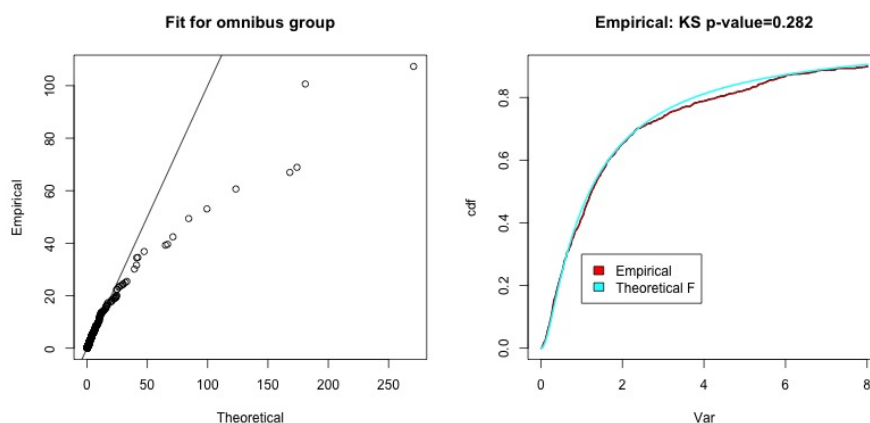 Fit for omnibus group
Empirical
100
80
60
40
20
0
0 50 100 150 200 250
Theoretical
Empirical: KS p-value=0.282
cdf
0.8
0.6
0.4
0.2
0.0
Empirical
Theoretical F
0 2 4 6 8
Var